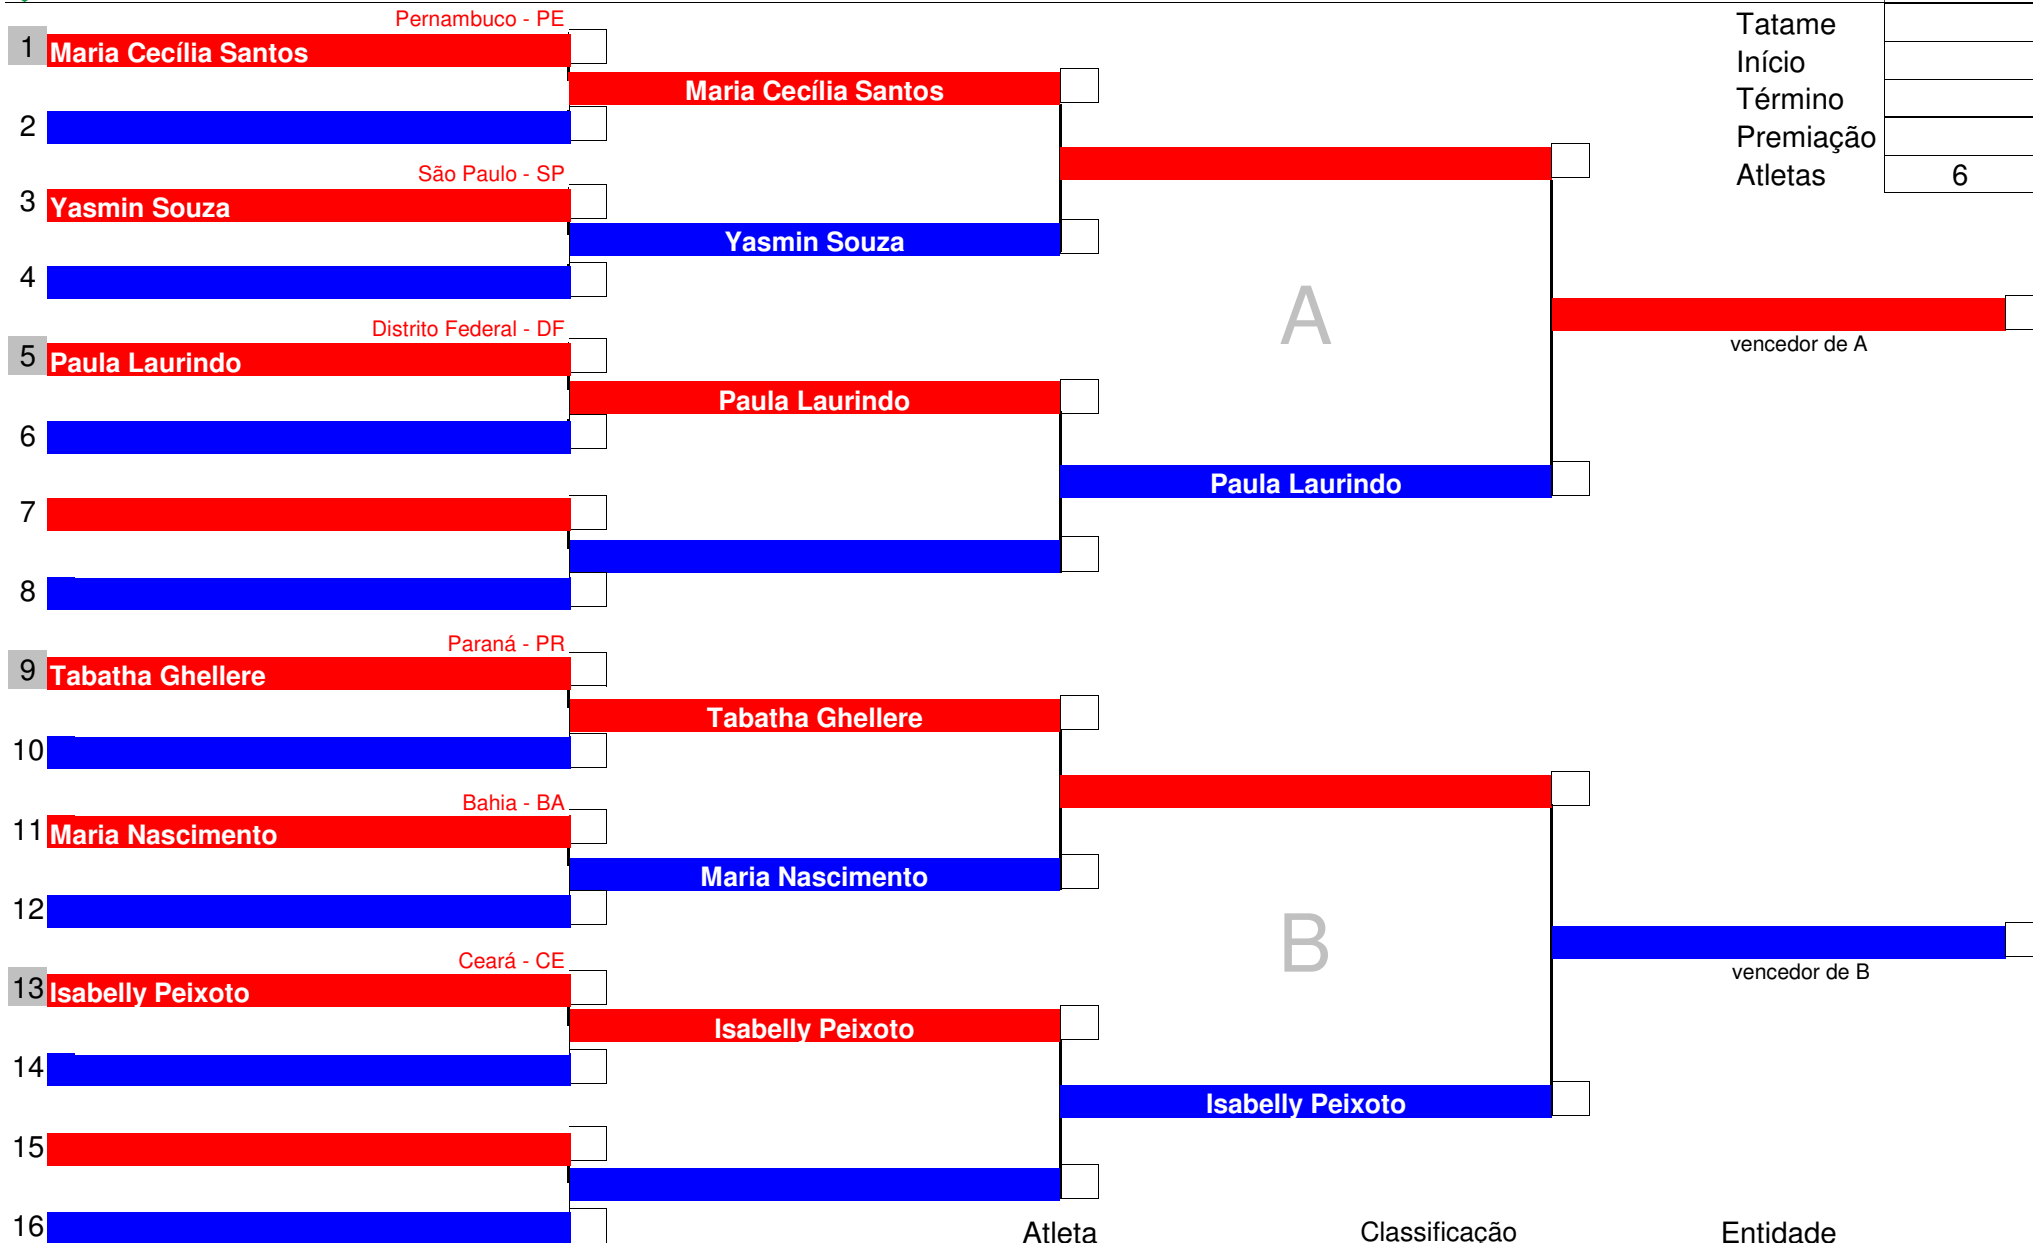 Pernambuco - PE
1 Maria Cecília Santos
Maria Cecília Santos
2
São Paulo - SP
3 Yasmin Souza
Yasmin Souza
4
Distrito Federal - DF
5 Paula Laurindo
Paula Laurindo
6
Paula Laurindo
7
8
Paraná - PR
9 Tabatha Ghellere
Tabatha Ghellere
10
Bahia - BA
11 Maria Nascimento
Maria Nascimento
12
Ceará - CE
13 Isabelly Peixoto
Isabelly Peixoto
14
Isabelly Peixoto
15
16
A
vencedor de A
B
vencedor de B
Tatame
Início
Término
Premiação
Atletas 6
Atleta Classificação Entidade